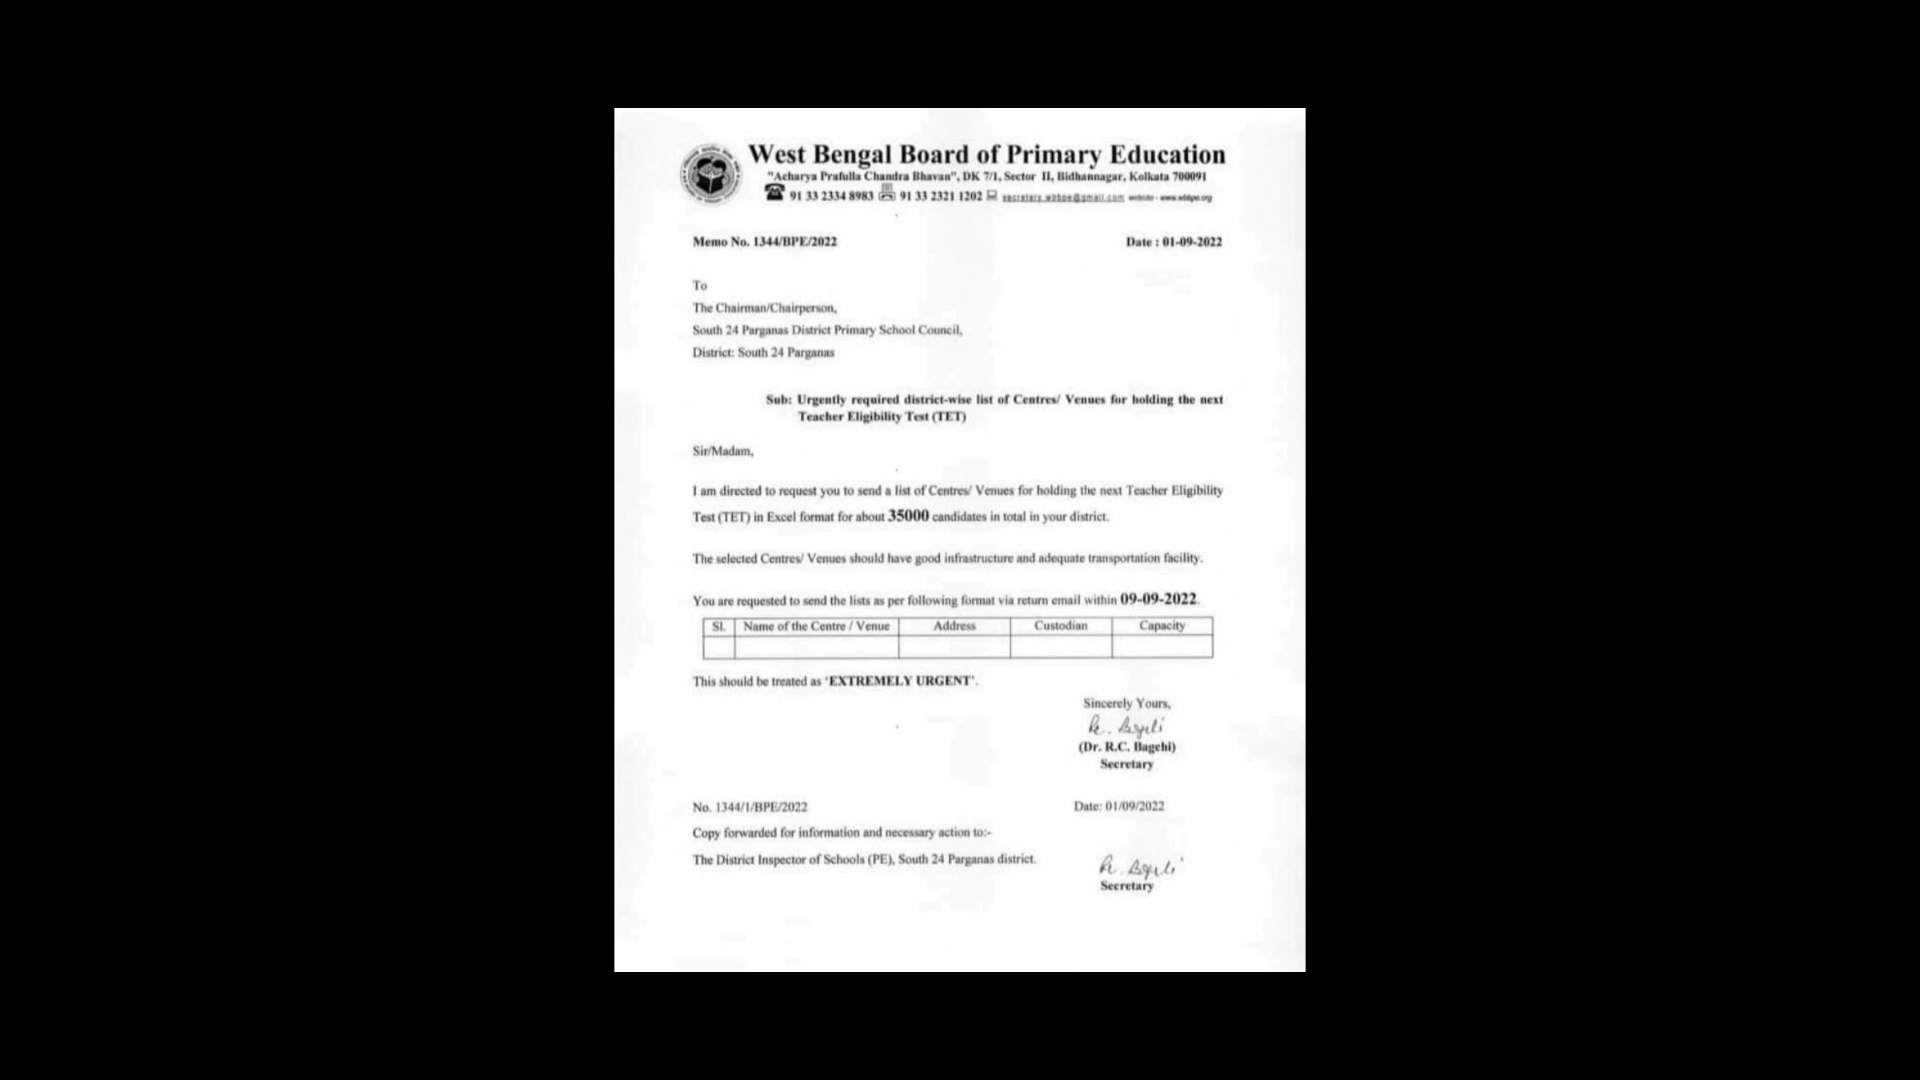 West Bengal Board of Primary Education
"Acharya Prafulla Chandra Bhavan", DK 7/1, Sector II, Bidhannagar, Kolkata 700091
91 33 2334 8983 91 33 2321 1202 secretary.wbbpe@gmail.com website - www.wbbpe.org
Memo No. 1344/BPE/2022 Date : 01-09-2022
To
The Chairman/Chairperson,
South 24 Parganas District Primary School Council,
District: South 24 Parganas
Sub: Urgently required district-wise list of Centres/ Venues for holding the next
Teacher Eligibility Test (TET)
Sir/Madam,
I am directed to request you to send a list of Centres/ Venues for holding the next Teacher Eligibility
Test (TET) in Excel format for about 35000 candidates in total in your district.
The selected Centres/ Venues should have good infrastructure and adequate transportation facility.
You are requested to send the lists as per following format via return email within 09-09-2022.
Sl. Name of the Centre / Venue Address Custodian Capacity
This should be treated as 'EXTREMELY URGENT'.
Sincerely Yours,
(Dr. R.C. Bagchi)
Secretary
No. 1344/1/BPE/2022 Date: 01/09/2022
Copy forwarded for information and necessary action to:-
The District Inspector of Schools (PE), South 24 Parganas district.
Secretary